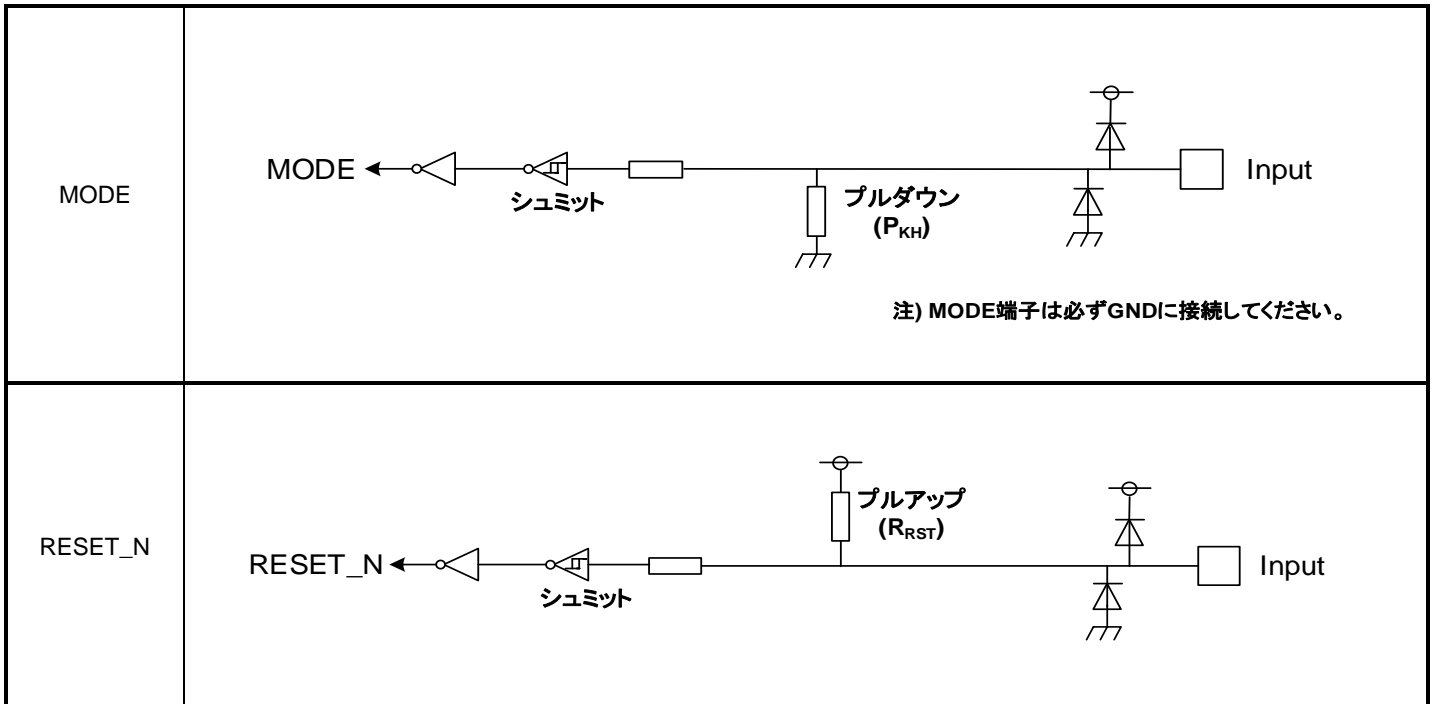 MODE
MODE
シュミット
プルダウン
(PKH)
Input
注) MODE端子は必ずGNDに接続してください。
RESET_N
RESET_N
シュミット
プルアップ
(RRST)
Input